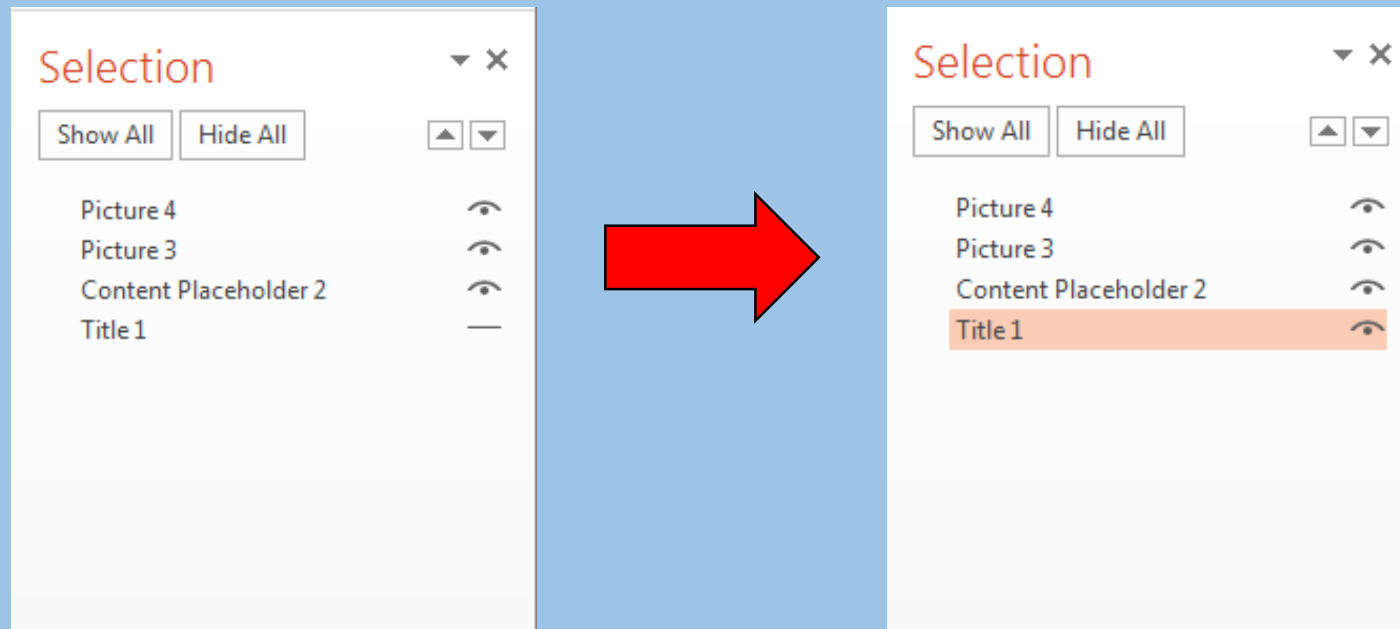 Selection
Show All Hide All
Picture 4
Picture 3
Content Placeholder 2
Title 1
Selection
Show All Hide All
Picture 4
Picture 3
Content Placeholder 2
Title 1